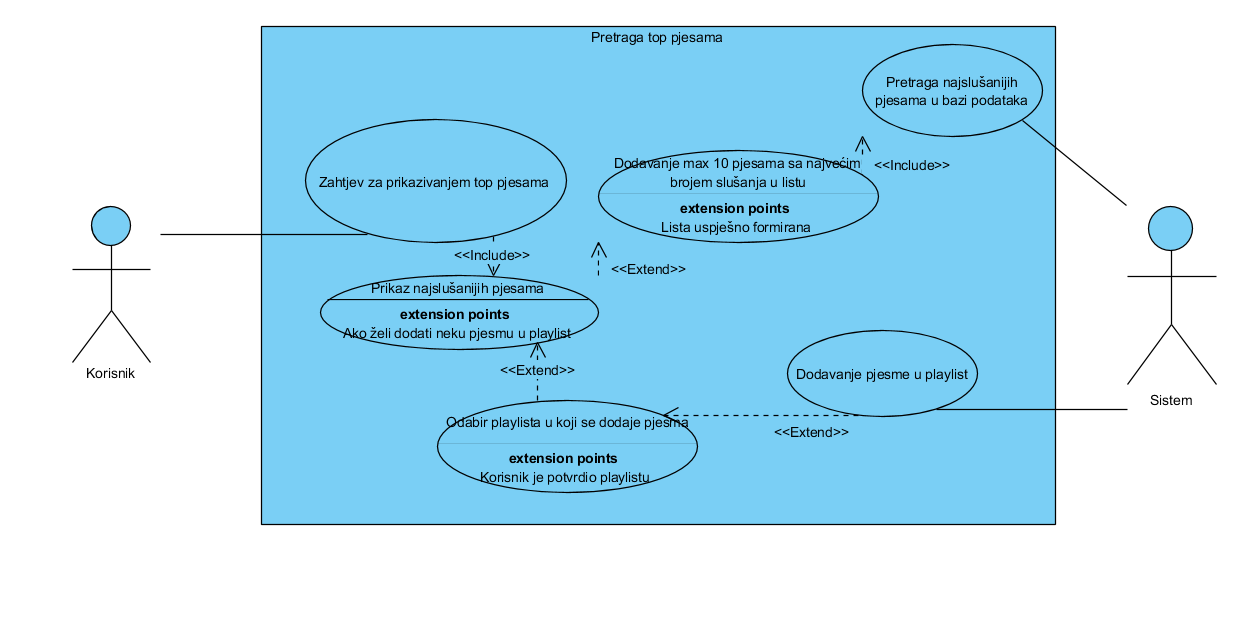 Pretraga top pjesama
Pretraga najslušanijih
pjesama u bazi podataka
<<Include>>
Dodavanje max 10 pjesama sa najvećim
brojem slušanja u listu
extension points
Lista uspješno formirana
Zahtjev za prikazivanjem top pjesama
<<Include>>
<<Extend>>
Prikaz najslušanijih pjesama
extension points
Ako želi dodati neku pjesmu u playlist
<<Extend>>
Korisnik
Dodavanje pjesme u playlist
Sistem
<<Extend>>
Odabir playlista u koji se dodaje pjesma
extension points
Korisnik je potvrdio playlistu